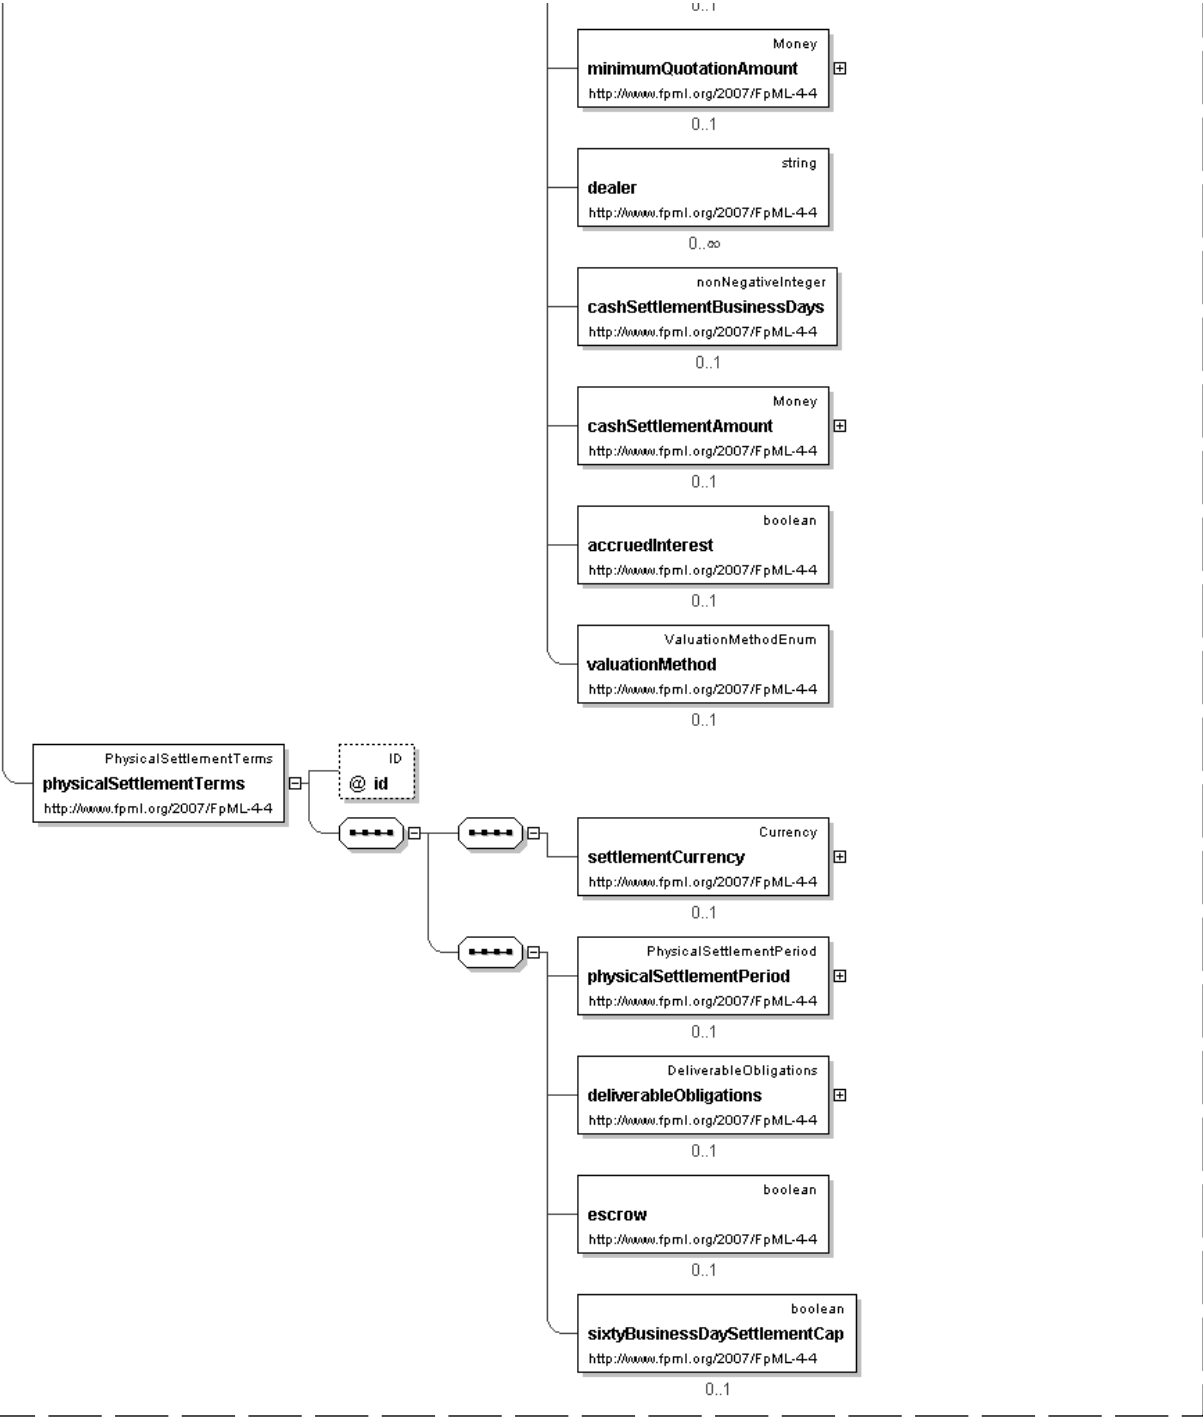 0..1
Money
minimumQuotationAmount
http://www.fpml.org/2007/FpML-4-4
0..1
string
dealer
http://www.fpml.org/2007/FpML-4-4
0..∞
nonNegativeInteger
cashSettlementBusinessDays
http://www.fpml.org/2007/FpML-4-4
0..1
Money
cashSettlementAmount
http://www.fpml.org/2007/FpML-4-4
0..1
boolean
accruedInterest
http://www.fpml.org/2007/FpML-4-4
0..1
ValuationMethodEnum
valuationMethod
http://www.fpml.org/2007/FpML-4-4
0..1
PhysicalSettlementTerms
physicalSettlementTerms
http://www.fpml.org/2007/FpML-4-4
ID
@ id
Currency
settlementCurrency
http://www.fpml.org/2007/FpML-4-4
0..1
PhysicalSettlementPeriod
physicalSettlementPeriod
http://www.fpml.org/2007/FpML-4-4
0..1
DeliverableObligations
deliverableObligations
http://www.fpml.org/2007/FpML-4-4
0..1
boolean
escrow
http://www.fpml.org/2007/FpML-4-4
0..1
boolean
sixtyBusinessDaySettlementCap
http://www.fpml.org/2007/FpML-4-4
0..1